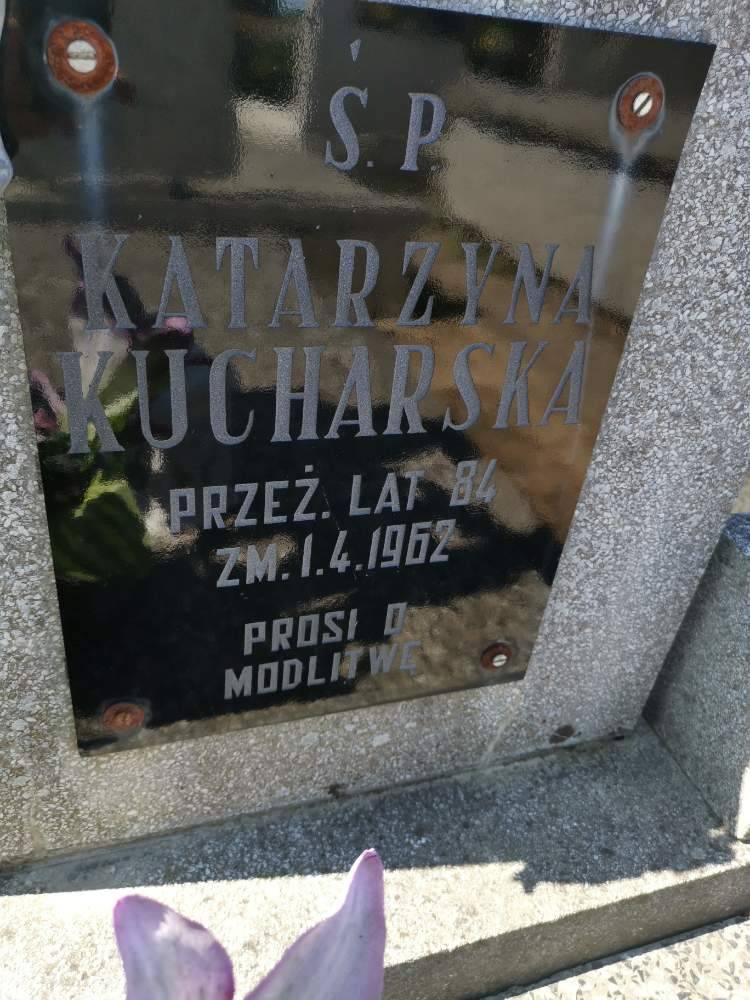 Ś. P.
KATARZYNA
KUCHARSKA
PRZEŻ. LAT 84
ZM. 1.4.1962
PROSI O
MODLITWĘ